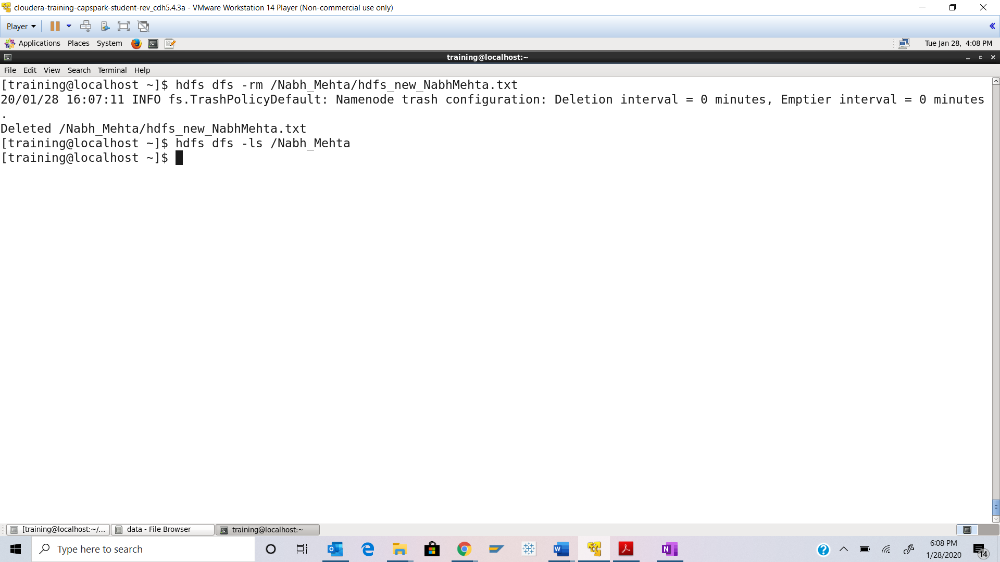 cloudera-training-capspark-student-rev_cdh5.4.3a - VMware Workstation 14 Player (Non-commercial use only)
Player
Applications Places System Tue Jan 28, 4:08 PM
training@localhost:~
File Edit View Search Terminal Help
[training@localhost ~]$ hdfs dfs -rm /Nabh_Mehta/hdfs_new_NabhMehta.txt
20/01/28 16:07:11 INFO fs.TrashPolicyDefault: Namenode trash configuration: Deletion interval = 0 minutes, Emptier interval = 0 minutes
.
Deleted /Nabh_Mehta/hdfs_new_NabhMehta.txt
[training@localhost ~]$ hdfs dfs -ls /Nabh_Mehta
[training@localhost ~]$
[training@localhost:~/... data - File Browser training@localhost:~
Type here to search
6:08 PM
1/28/2020
14